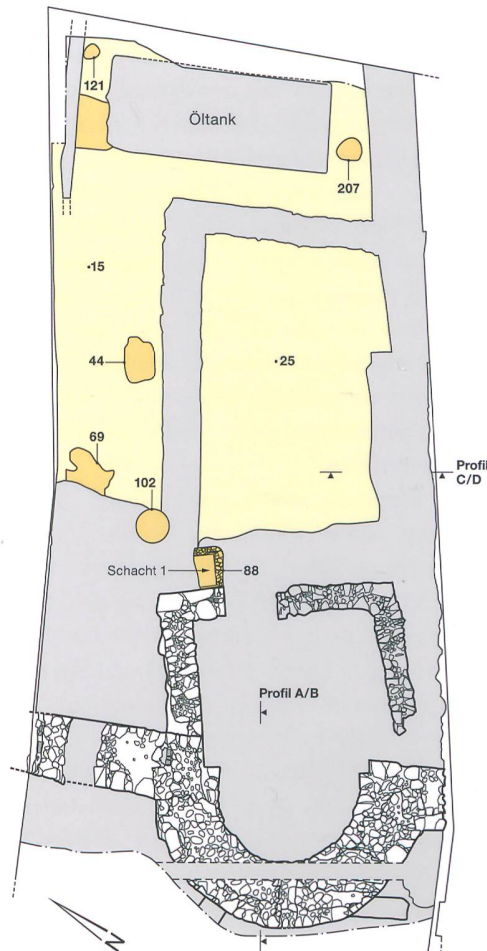 121
Öltank
207
•15
44
•25
69
102
Profil
C/D
Schacht 1
88
Profil A/B
N